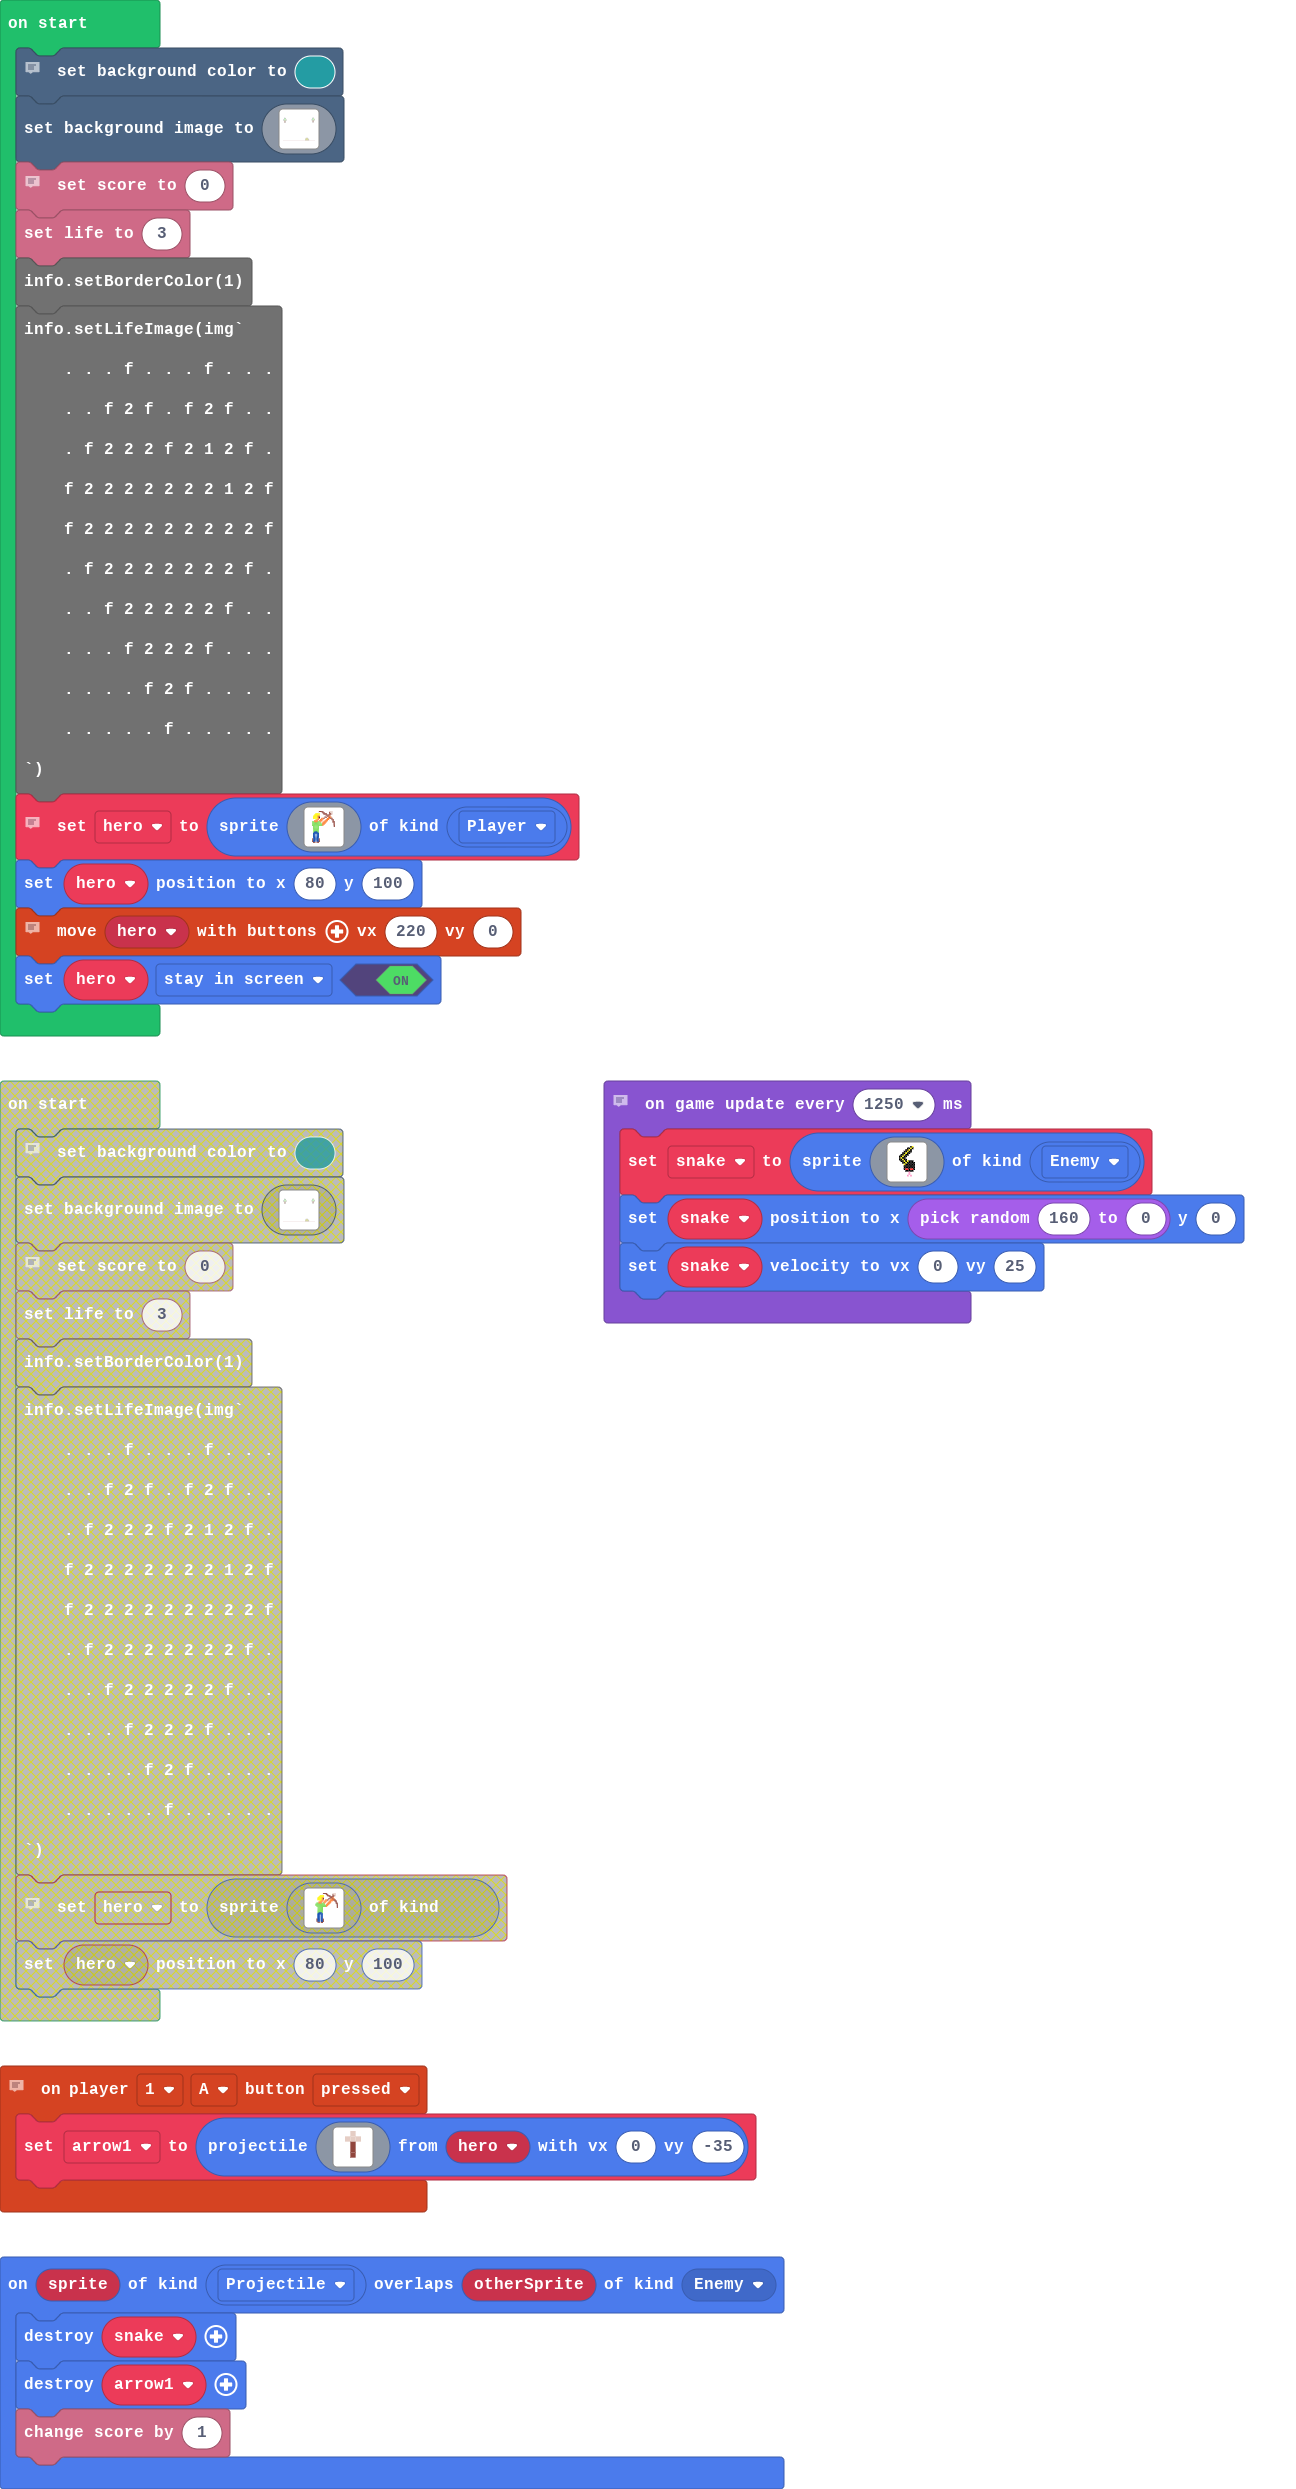 on start
set background color to
set background image to
set score to 0
set life to 3
info.setBorderColor(1)
info.setLifeImage(img`
. . . f . . . f . . .
. . f 2 f . f 2 f . .
. f 2 2 2 f 2 1 2 f .
f 2 2 2 2 2 2 2 1 2 f
f 2 2 2 2 2 2 2 2 2 f
. f 2 2 2 2 2 2 2 f .
. . f 2 2 2 2 2 f . .
. . . f 2 2 2 f . . .
. . . . f 2 f . . . .
. . . . . f . . . . .
`)
set hero to sprite of kind Player
set hero position to x 80 y 100
move hero with buttons vx 220 vy 0
set hero stay in screen ON
on start
set background color to
set background image to
set score to 0
set life to 3
info.setBorderColor(1)
info.setLifeImage(img`
. . . f . . . f . . .
. . f 2 f . f 2 f . .
. f 2 2 2 f 2 1 2 f .
f 2 2 2 2 2 2 2 1 2 f
f 2 2 2 2 2 2 2 2 2 f
. f 2 2 2 2 2 2 2 f .
. . f 2 2 2 2 2 f . .
. . . f 2 2 2 f . . .
. . . . f 2 f . . . .
. . . . . f . . . . .
`)
set hero to sprite of kind
set hero position to x 80 y 100
on game update every 1250 ms
set snake to sprite of kind Enemy
set snake position to x pick random 160 to 0 y 0
set snake velocity to vx 0 vy 25
on player 1 A button pressed
set arrow1 to projectile from hero with vx 0 vy -35
on sprite of kind Projectile overlaps otherSprite of kind Enemy
destroy snake
destroy arrow1
change score by 1